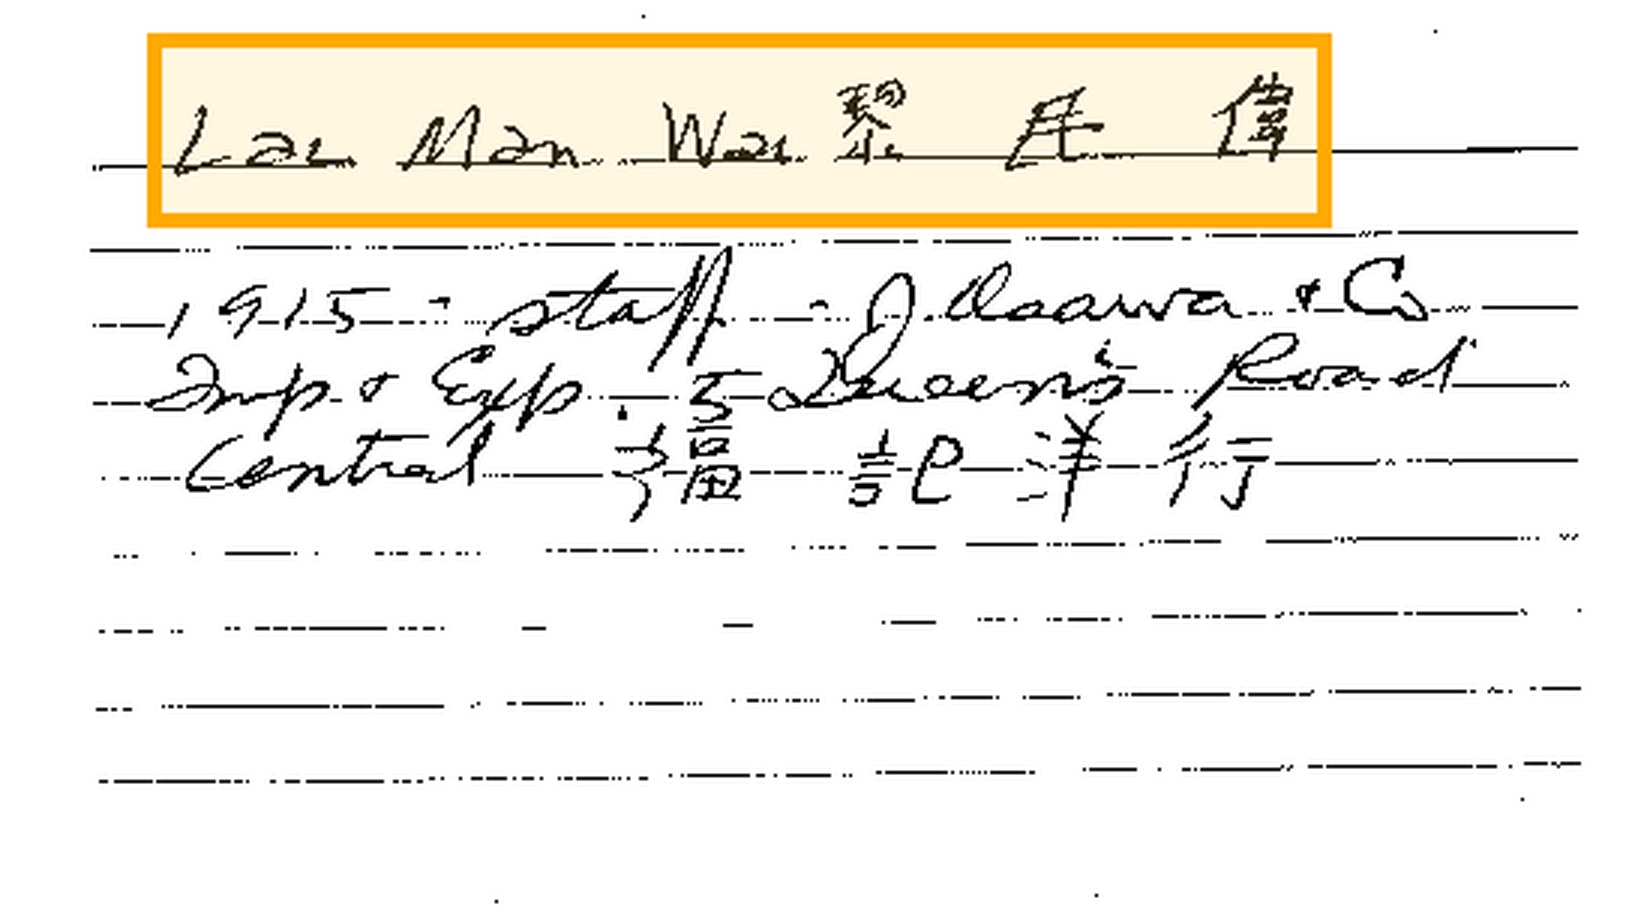 Lai Man Wai 黎 民 偉
1915 - staff - J Osawa & Co
Imp & Exp. 5 Queen's Road
Central 福 記 洋 行